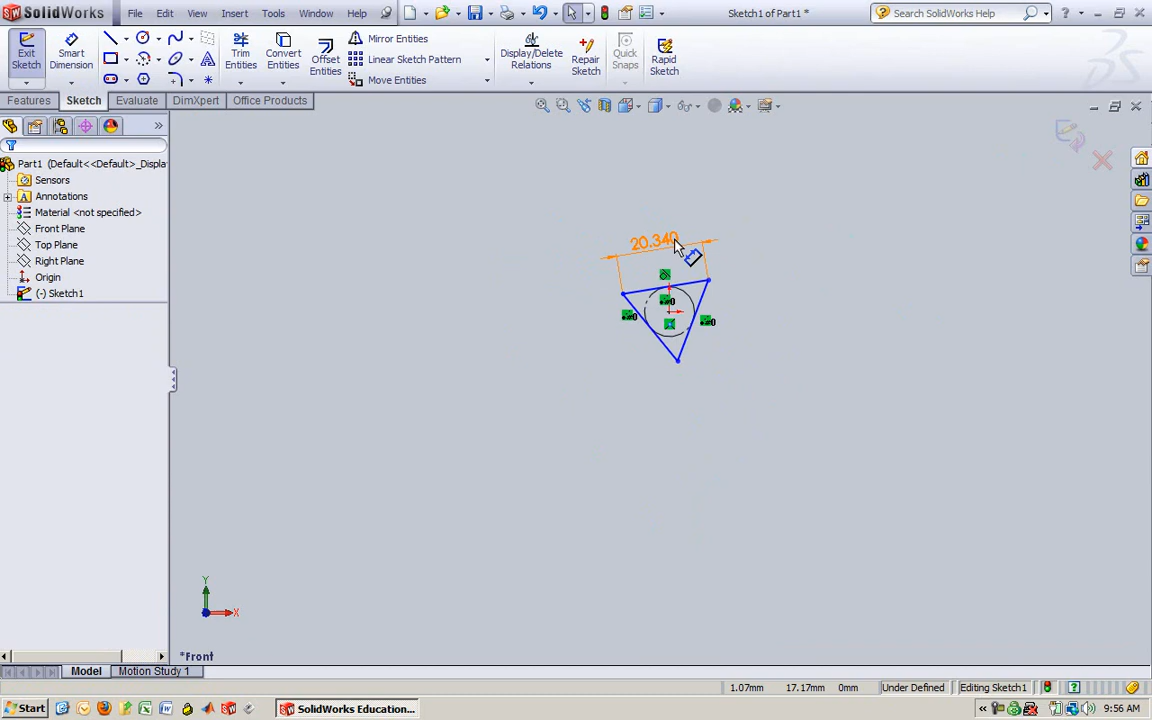 SolidWorks File Edit View Insert Tools Window Help Sketch1 of Part1 * Search SolidWorks Help
Exit Sketch Smart Dimension Trim Entities Convert Entities Offset Entities Mirror Entities Linear Sketch Pattern Move Entities Display/Delete Relations Repair Sketch Quick Snaps Rapid Sketch
Features Sketch Evaluate DimXpert Office Products
Part1 (Default<<Default>_Displa
Sensors
Annotations
Material <not specified>
Front Plane
Top Plane
Right Plane
Origin
(-) Sketch1
20.340
Y
X
*Front
Model Motion Study 1
1.07mm 17.17mm 0mm Under Defined Editing Sketch1
Start SolidWorks Education... 9:56 AM